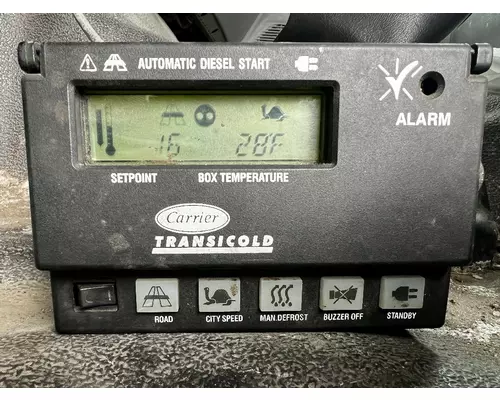 AUTOMATIC DIESEL START
ALARM
16 28F
SETPOINT BOX TEMPERATURE
Carrier
TRANSICOLD
ROAD CITY SPEED MAN.DEFROST BUZZER OFF STANDBY